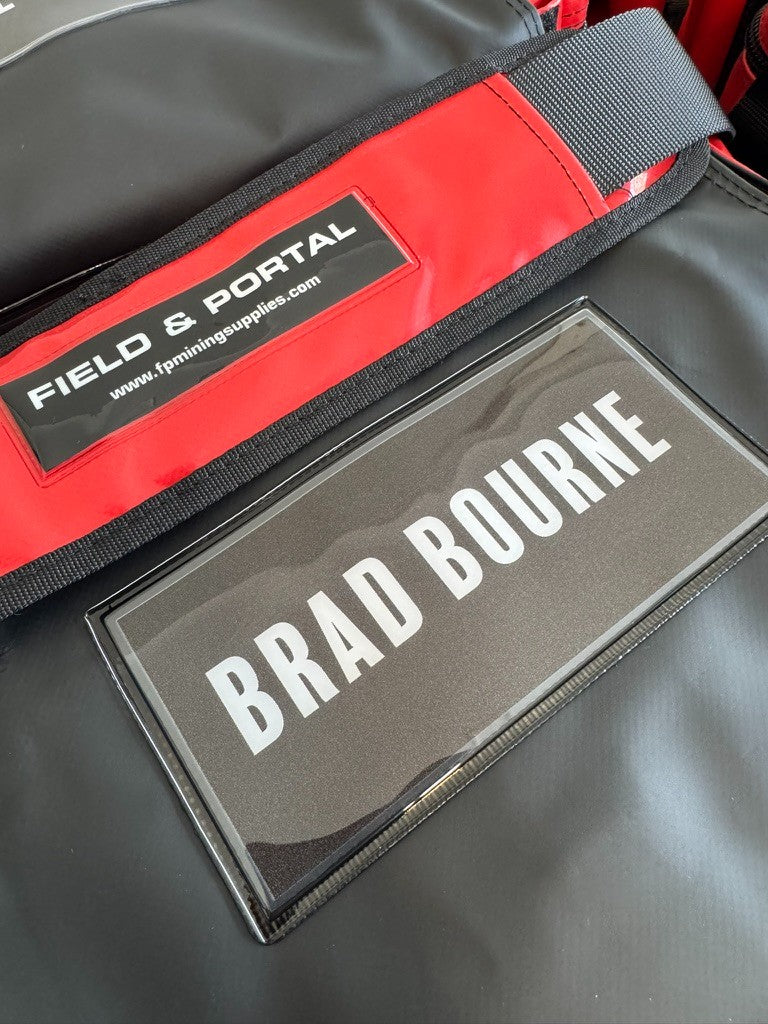 FIELD & PORTAL
www.fpminingsupplies.com
BRAD BOURNE